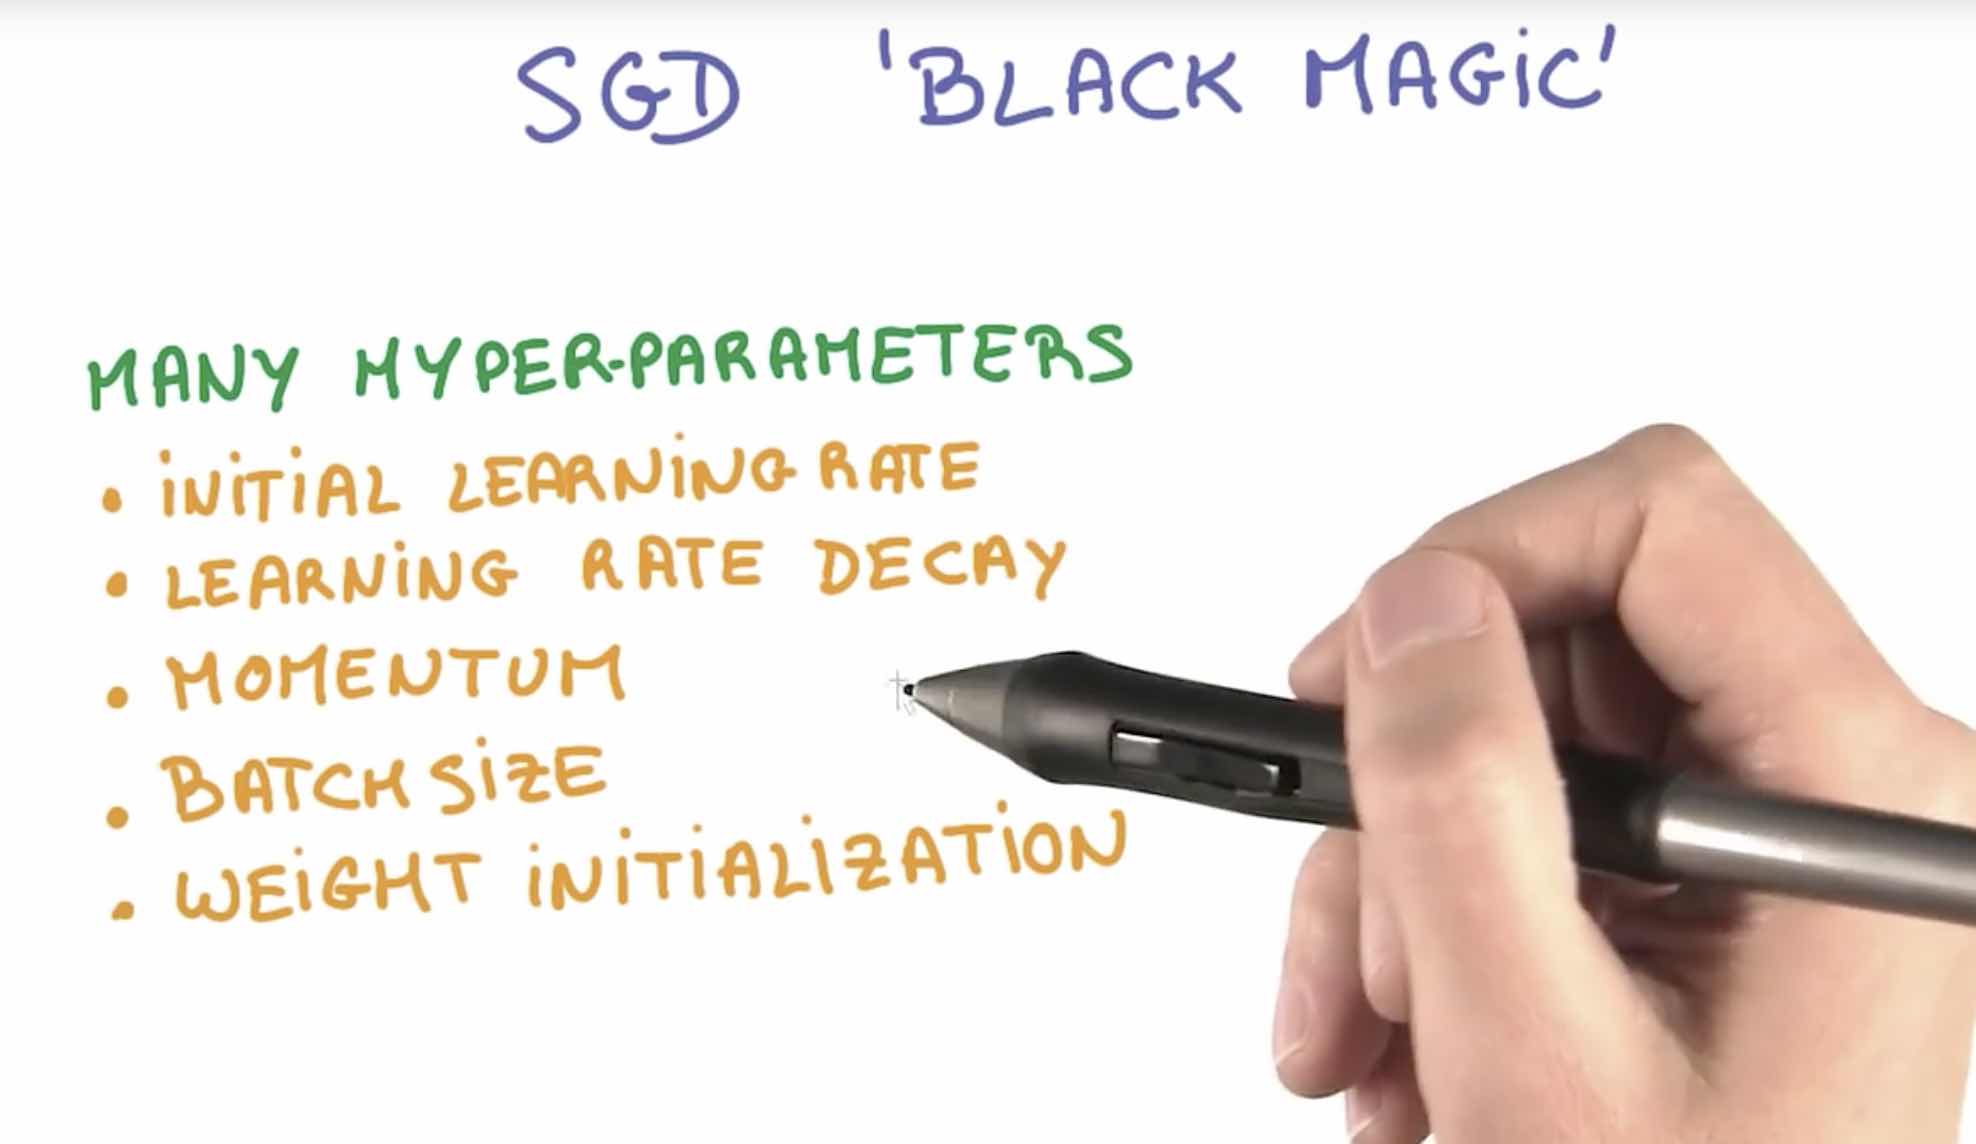 SGD 'BLACK MAGIC'
MANY HYPER-PARAMETERS
• INITIAL LEARNING RATE
• LEARNING RATE DECAY
• MOMENTUM
• BATCH SIZE
• WEIGHT INITIALIZATION